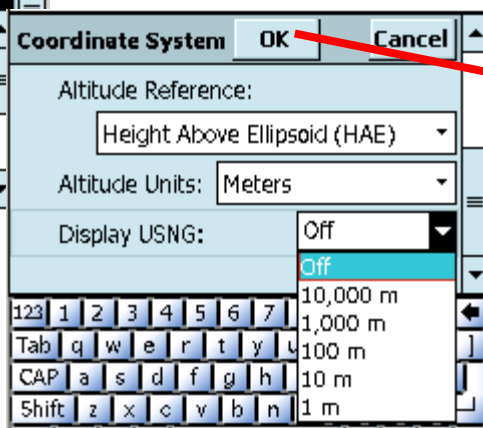 Coordinate System OK Cancel
Altitude Reference:
Height Above Ellipsoid (HAE)
Altitude Units: Meters
Display USNG: Off
Off
10,000 m
1,000 m
100 m
10 m
1 m
123 1 2 3 4 5 6 7
Tab q w e r t y u ]
CAP a s d f g h
Shift z x c v b n